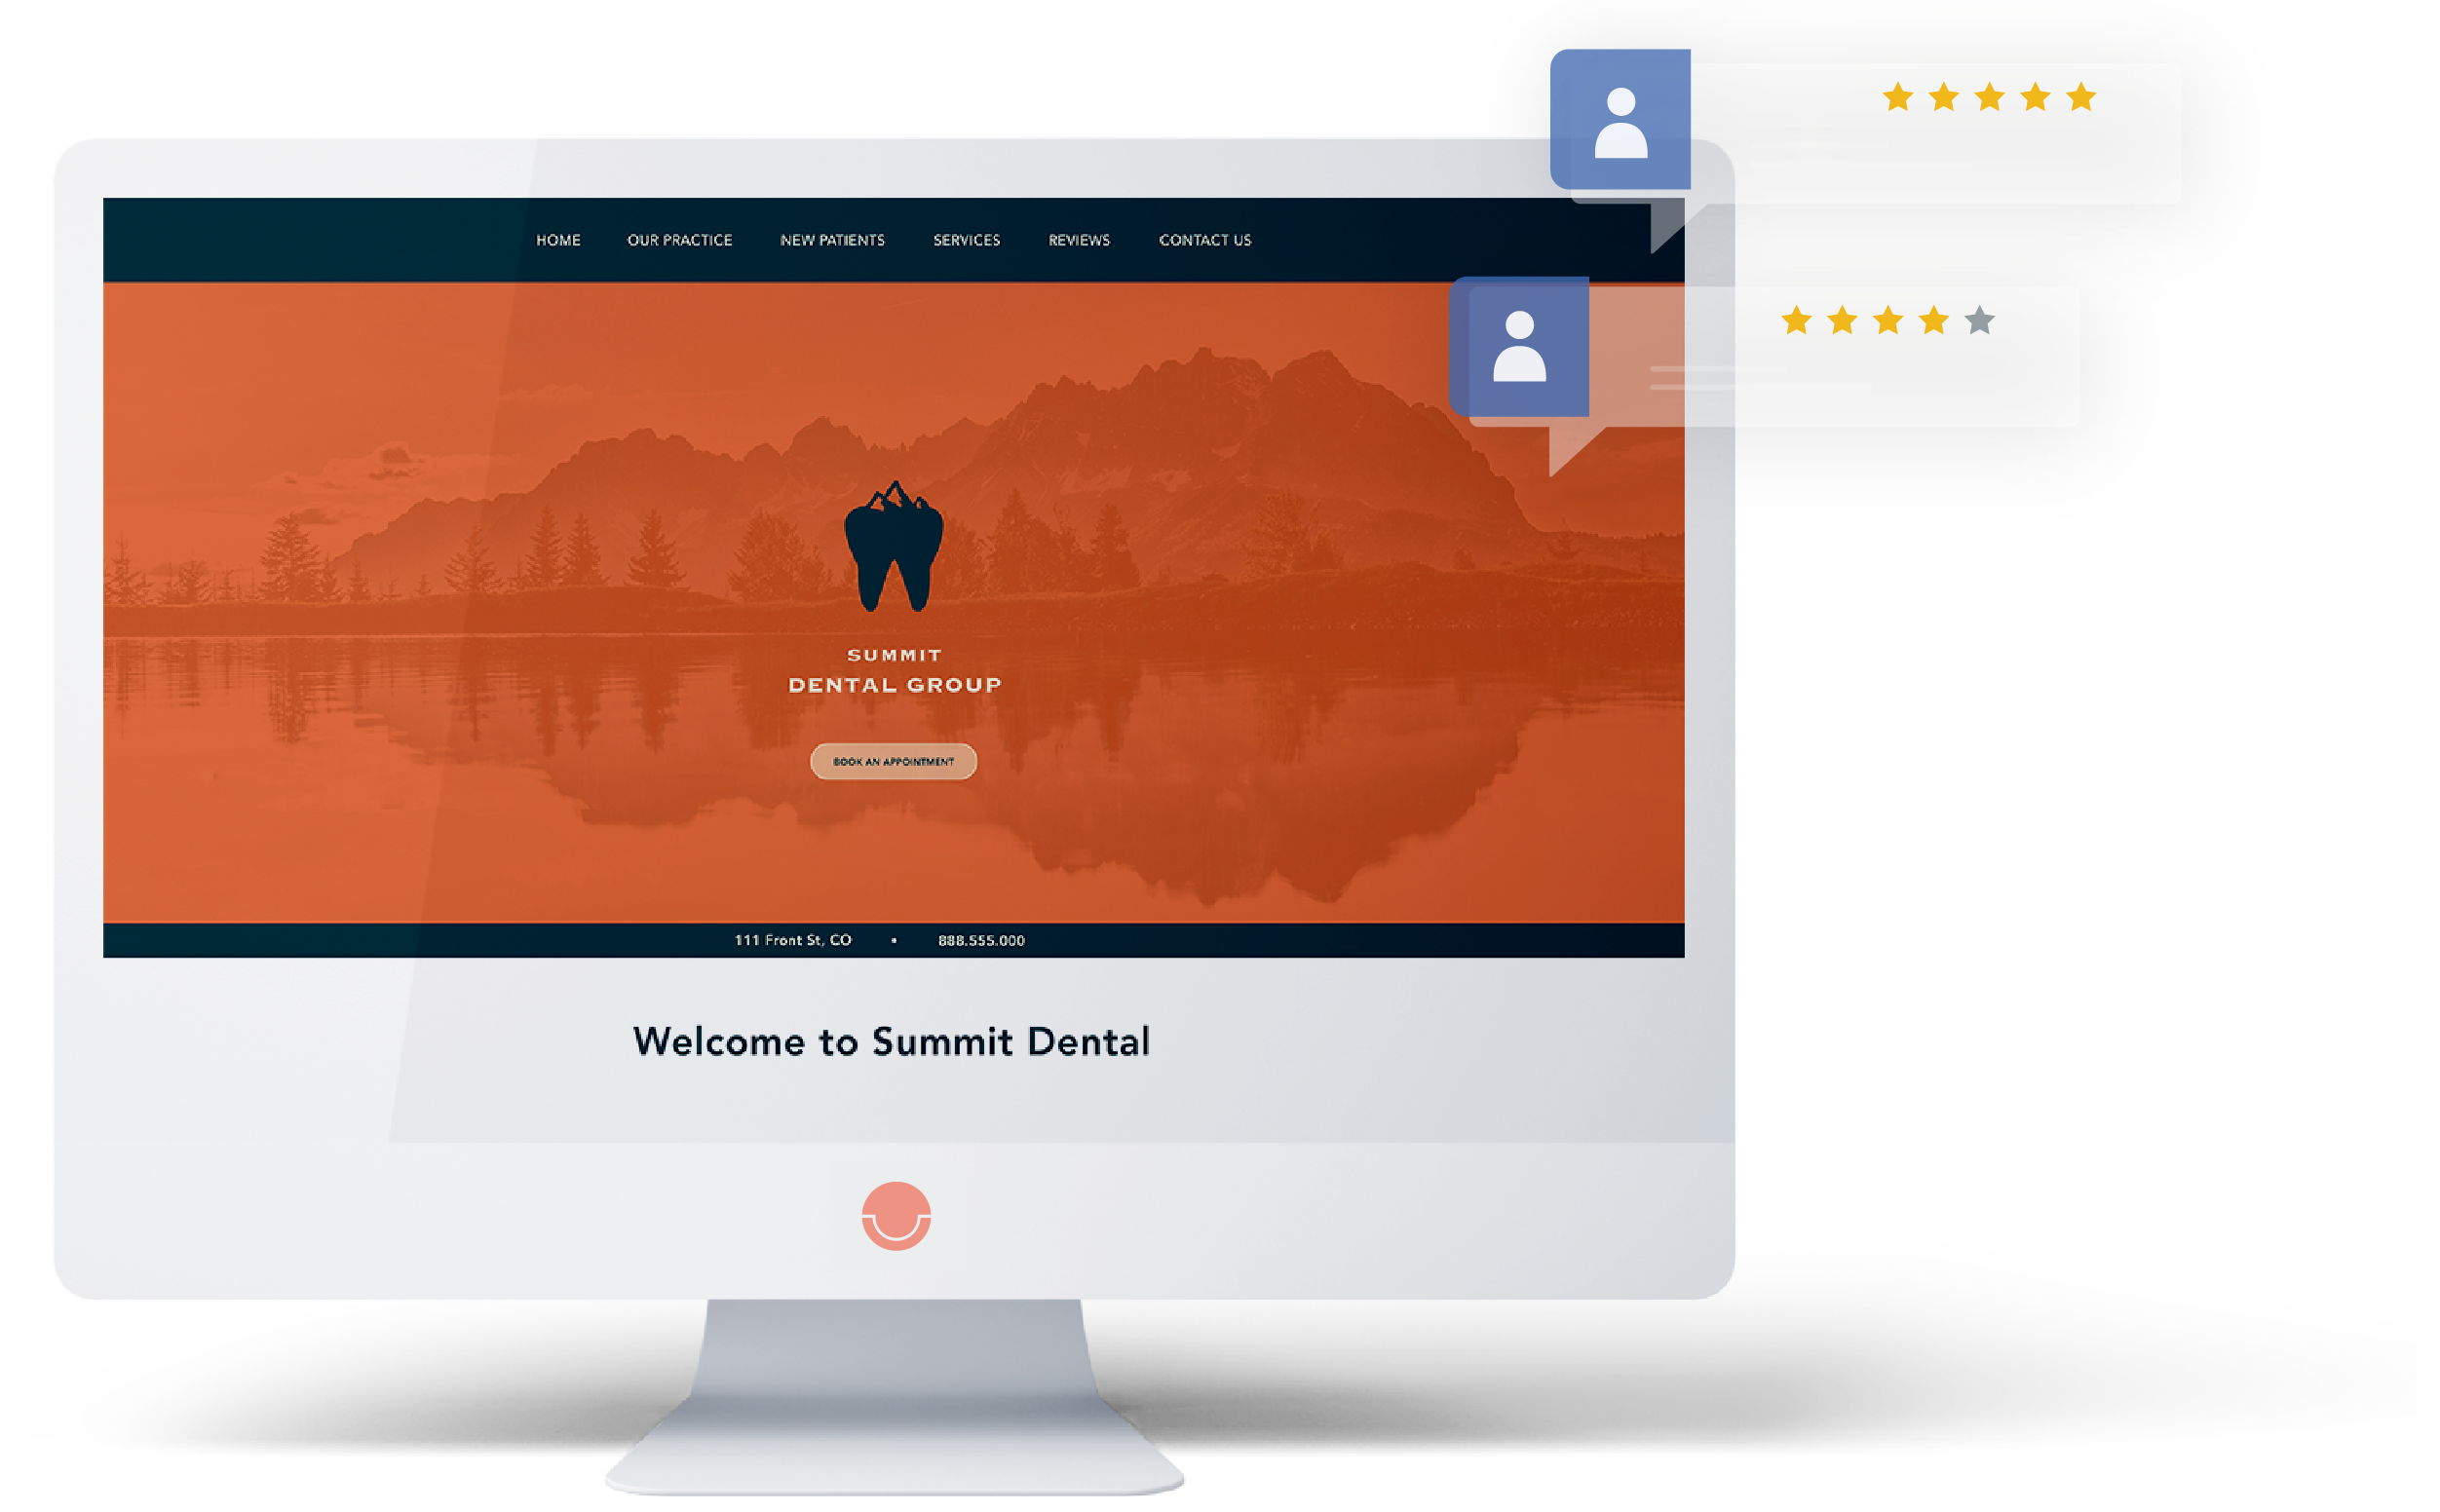 HOME OUR PRACTICE NEW PATIENTS SERVICES REVIEWS CONTACT US
SUMMIT
DENTAL GROUP
BOOK AN APPOINTMENT
111 Front St, CO • 888.555.000
Welcome to Summit Dental